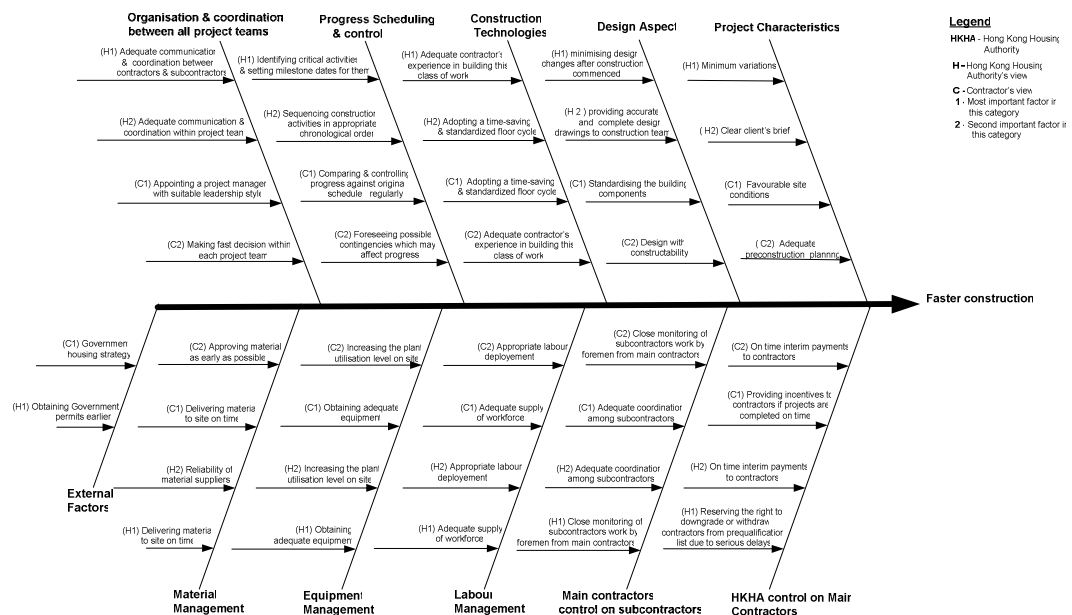 Organisation & coordination
between all project teams
Progress Scheduling
& control
Construction
Technologies
Design Aspect
Project Characteristics
Legend
HKHA - Hong Kong Housing
Authority
H - Hong Kong Housing
Authority's view
C - Contractor's view
1 - Most important factor in
this category
2 - Second important factor in
this category
(H1) Adequate communication
& coordination between
contractors & subcontractors
(H2) Adequate communication &
coordination within project team
(C1) Appointing a project manager
with suitable leadership style
(C2) Making fast decision within
each project team
(H1) Identifying critical activities
& setting milestone dates for them
(H2) Sequencing construction
activities in appropriate
chronological order
(C1) Comparing & controlling
progress against original
schedule regularly
(C2) Foreseeing possible
contingencies which may
affect progress
(H1) Adequate contractor's
experience in building this
class of work
(H2) Adopting a time-saving
& standardized floor cycle
(C1) Adopting a time-saving
& standardized floor cycle
(C2) Adequate contractor's
experience in building this
class of work
(H1) minimising design
changes after construction
commenced
(H 2 ) providing accurate
and complete design
drawings to construction team
(C1) Standardising the building
components
(C2) Design with
constructability
(H1) Minimum variations
( H2) Clear client's brief
(C1) Favourable site
conditions
( C2) Adequate
preconstruction planning
Faster construction
(C1) Government
housing strategy
(H1) Obtaining Government
permits earlier
External
Factors
(C2) Approving material
as early as possible
(C1) Delivering material
to site on time
(H2) Reliability of
material suppliers
(H1) Delivering material
to site on time
Material
Management
(C2) Increasing the plant
utilisation level on site
(C1) Obtaining adequate
equipment
(H2) Increasing the plant
utilisation level on site
(H1) Obtaining
adequate equipment
Equipment
Management
(C2) Appropriate labour
deployement
(C1) Adequate supply
of workforce
(H2) Appropriate labour
deployment
(H1) Adequate supply
of workforce
Labour
Management
(C2) Close monitoring of
subcontractors work by
foremen from main contractors
(C1) Adequate coordination
among subcontractors
(H2) Adequate coordination
among subcontractors
(H1) Close monitoring of
subcontractors work by
foremen from main contractors
Main contractors
control on subcontractors
(C2) On time interim payments
to contractors
(C1) Providing incentives to
contractors if projects are
completed on time
(H2) On time interim payments
to contractors
(H1) Reserving the right to
downgrade or withdraw
contractors from prequalification
list due to serious delays
HKHA control on Main
Contractors